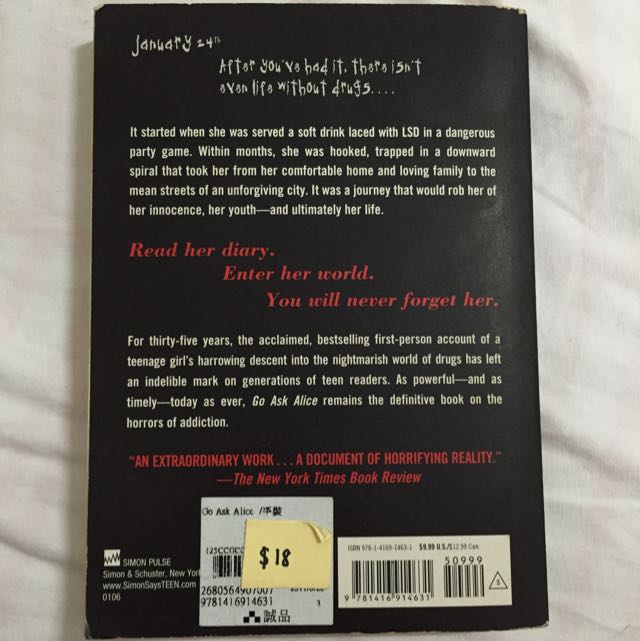 January 24th
After you've had it, there isn't
even life without drugs....
It started when she was served a soft drink laced with LSD in a dangerous
party game. Within months, she was hooked, trapped in a downward
spiral that took her from her comfortable home and loving family to the
mean streets of an unforgiving city. It was a journey that would rob her of
her innocence, her youth—and ultimately her life.
Read her diary.
Enter her world.
You will never forget her.
For thirty-five years, the acclaimed, bestselling first-person account of a
teenage girl's harrowing descent into the nightmarish world of drugs has left
an indelible mark on generations of teen readers. As powerful—and as
timely—today as ever, Go Ask Alice remains the definitive book on the
horrors of addiction.
"AN EXTRAORDINARY WORK . . . A DOCUMENT OF HORRIFYING REALITY."
—The New York Times Book Review
Go Ask Alice /平裝
$18
2680564907007
9781416914631
誠品
SIMON PULSE
Simon & Schuster, New
www.SimonSaysTEEN.com
0106
ISBN 978-1-4169-1463-1 $9.99 U.S./$12.99 Can.
50999
9 781416 914631
S